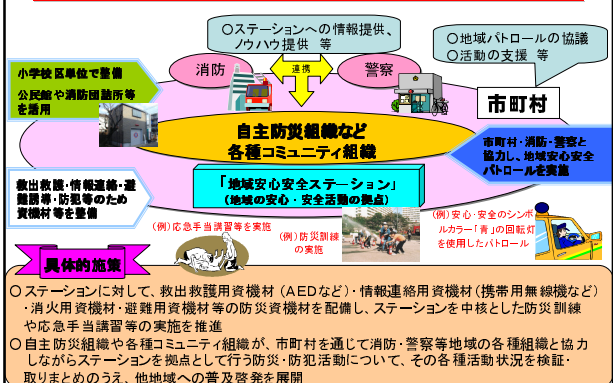 ○ステーションへの情報提供、
ノウハウ提供 等
○地域パトロールの協議
○活動の支援 等
小学校区単位で整備
公民館や消防団詰所等
を活用
消防
連携
警察
市町村
自主防災組織など
各種コミュニティ組織
市町村・消防・警察と
協力し、地域安心安全
パトロールを実施
救出救護・情報連絡・避
難誘導・防犯等のため
資機材等を整備
「地域安心安全ステーション」
(地域の安心・安全活動の拠点)
(例)応急手当講習等を実施
(例)防災訓練
の実施
(例)安心・安全のシンボ
ルカラー「青」の回転灯
を使用したパトロール
具体的施策
○ステーションに対して、救出救護用資機材(AEDなど)・情報連絡用資機材(携帯用無線機など)
・消火用資機材・避難用資機材等の防災資機材を配備し、ステーションを中核とした防災訓練
や応急手当講習等の実施を推進
○自主防災組織や各種コミュニティ組織が、市町村を通じて消防・警察等地域の各種組織と協力
しながらステーションを拠点として行う防災・防犯活動について、その各種活動状況を検証・
取りまとめのうえ、他地域への普及啓発を展開